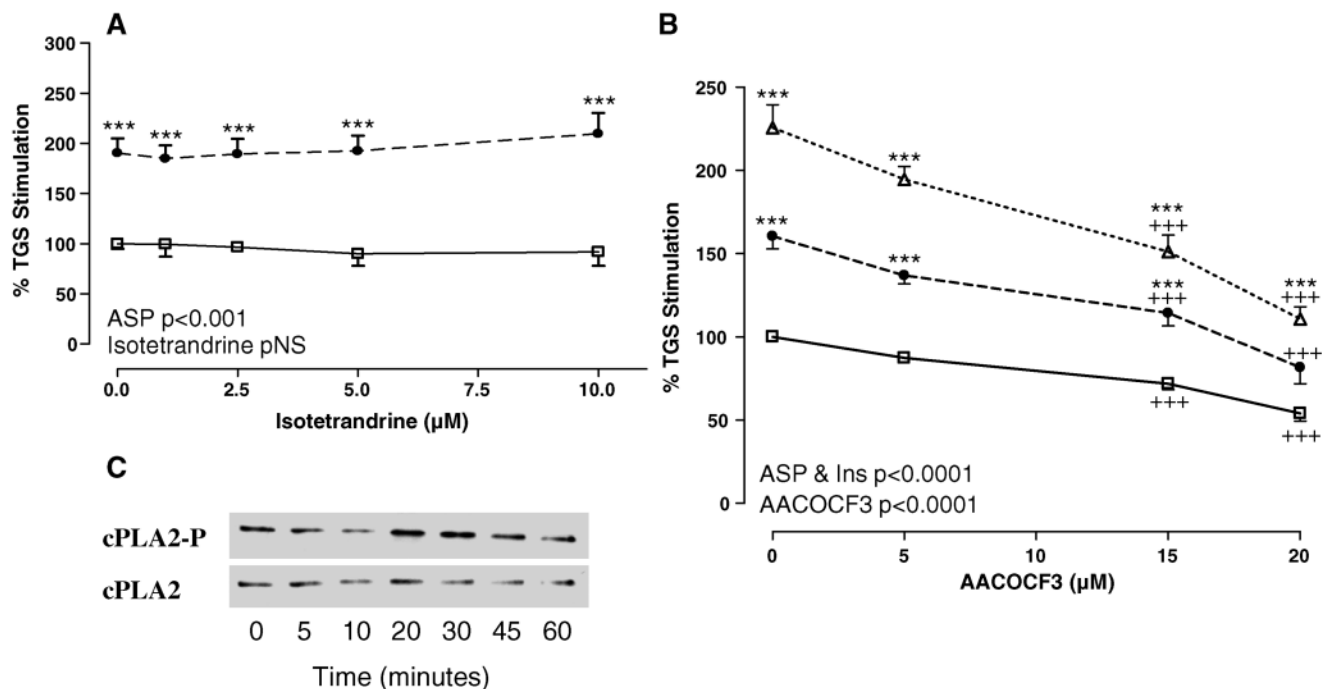 A
300
250
200
150
100
50
0
% TGS Stimulation
*** *** *** *** ***
ASP p<0.001
Isotetrandrine pNS
0.0 2.5 5.0 7.5 10.0
Isotetrandrine (µM)
B
250
200
150
100
50
0
% TGS Stimulation
***
***
***
+++
***
+++
***
***
***
+++
+++
+++
+++
ASP & Ins p<0.0001
AACOCF3 p<0.0001
0 5 10 15 20
AACOCF3 (µM)
C
cPLA2-P
cPLA2
0 5 10 20 30 45 60
Time (minutes)